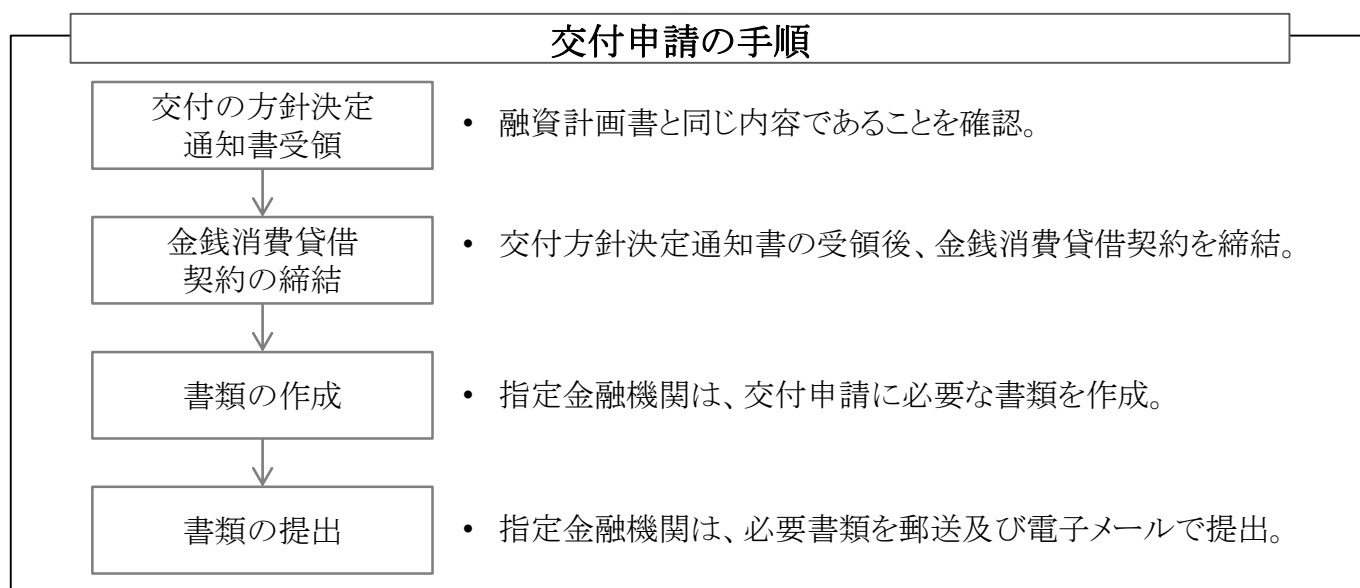 交付申請の手順
交付の方針決定
通知書受領
• 融資計画書と同じ内容であることを確認。
金銭消費貸借
契約の締結
• 交付方針決定通知書の受領後、金銭消費貸借契約を締結。
書類の作成
• 指定金融機関は、交付申請に必要な書類を作成。
書類の提出
• 指定金融機関は、必要書類を郵送及び電子メールで提出。